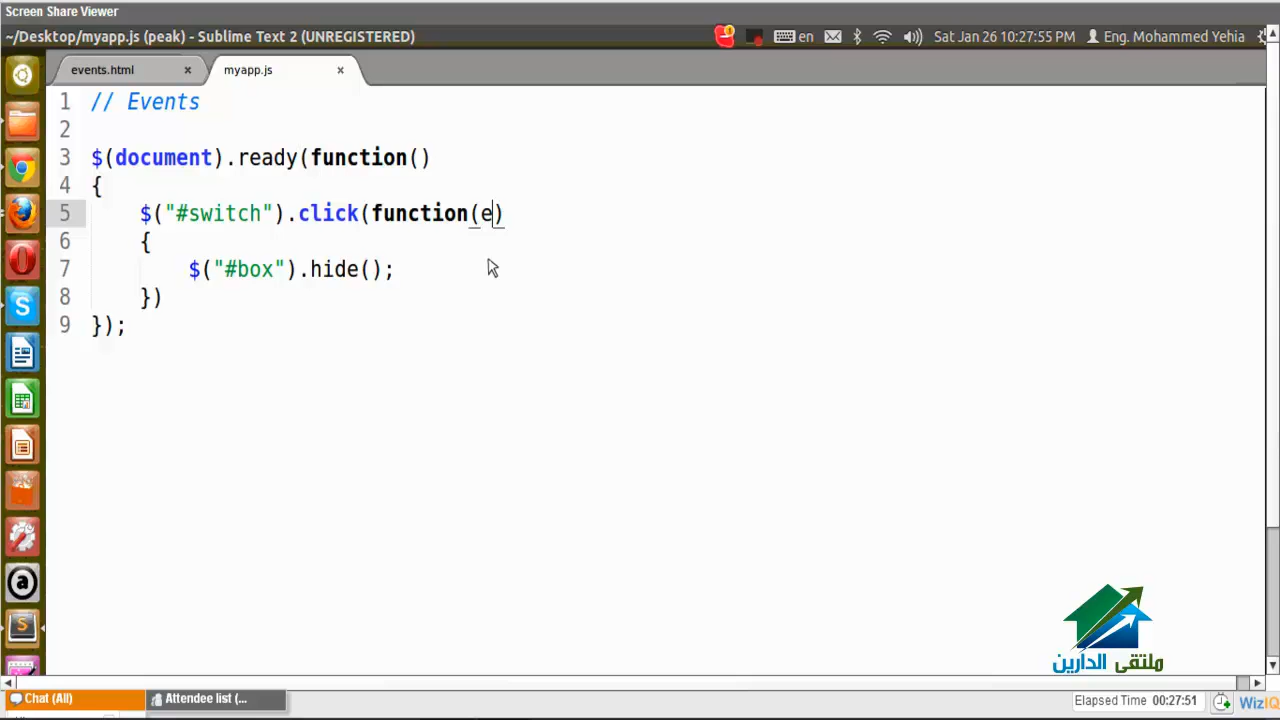 Screen Share Viewer
~/Desktop/myapp.js (peak) - Sublime Text 2 (UNREGISTERED)
en
Sat Jan 26 10:27:55 PM
Eng. Mohammed Yehia
events.html
myapp.js
1 // Events
2
3 $(document).ready(function()
4 {
5 $("#switch").click(function(e)
6 {
7 $("#box").hide();
8 })
9 });
ملتقى الدارين
Chat (All)
Attendee list (...
Elapsed Time 00:27:51
WizIQ